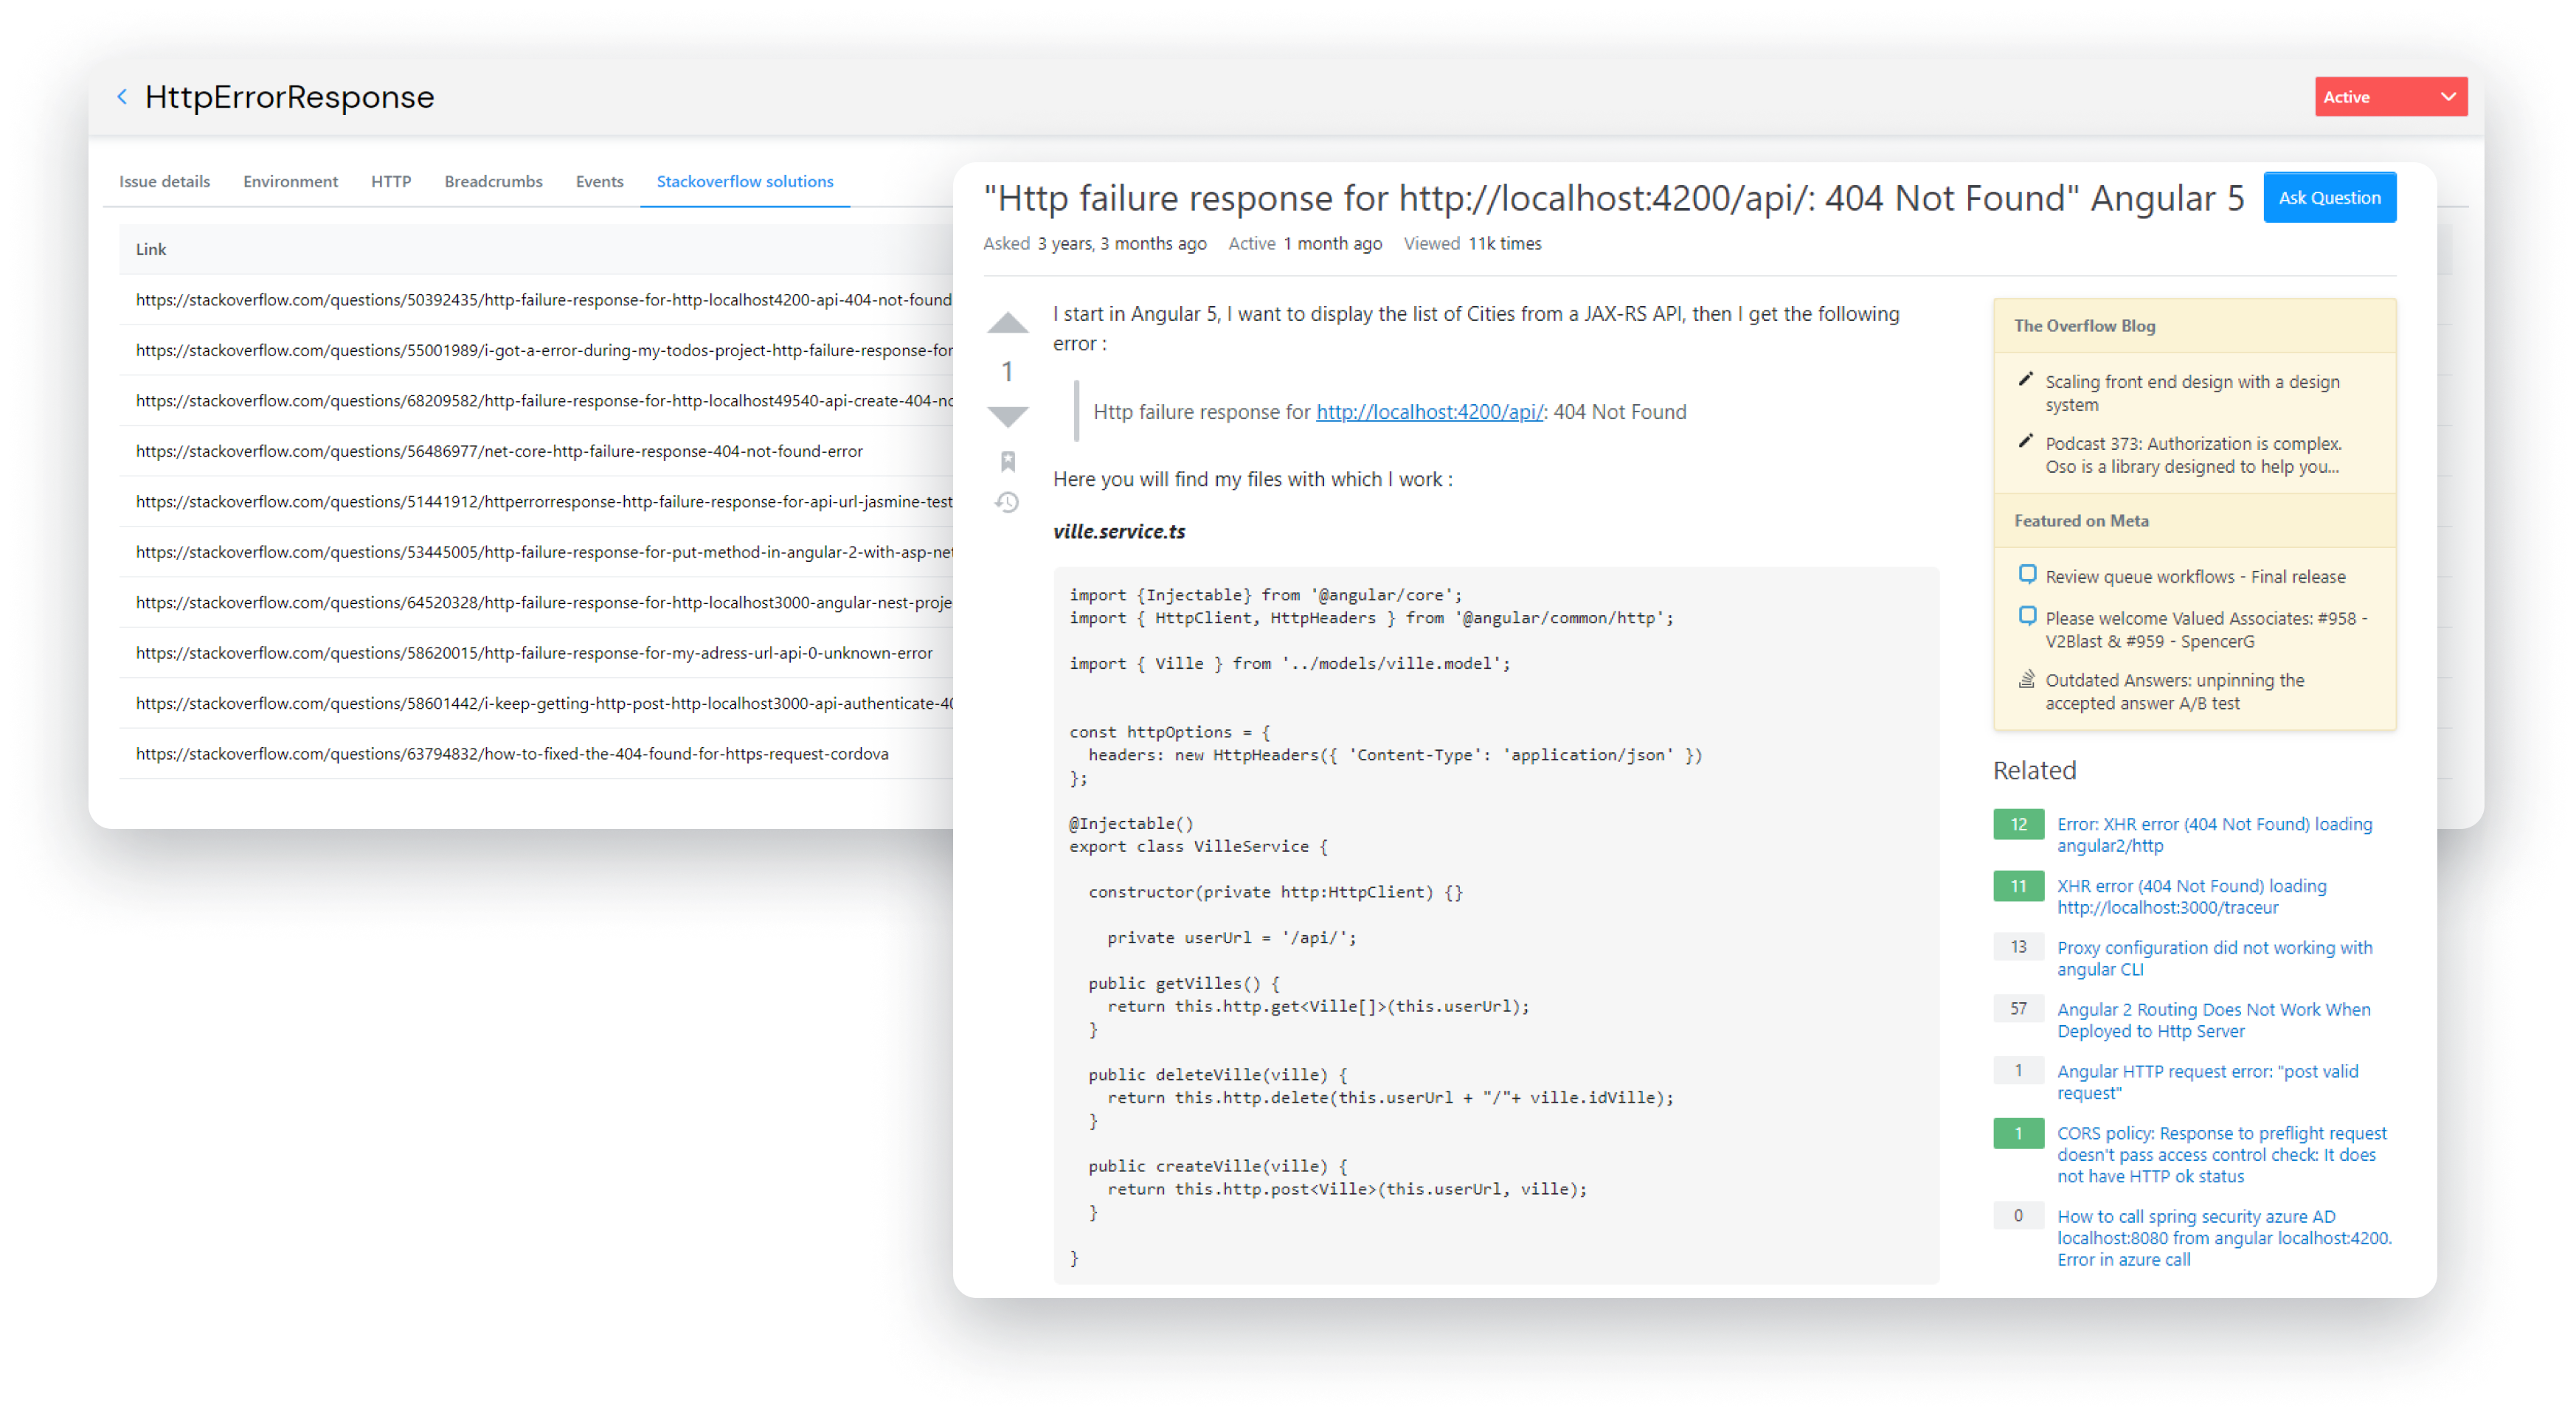 HttpErrorResponse
Active
Issue details Environment HTTP Breadcrumbs Events Stackoverflow solutions
Link
https://stackoverflow.com/questions/50392435/http-failure-response-for-http-localhost4200-api-404-not-found
https://stackoverflow.com/questions/55001989/i-got-a-error-during-my-todos-project-http-failure-response-for
https://stackoverflow.com/questions/68209582/http-failure-response-for-http-localhost49540-api-create-404-no
https://stackoverflow.com/questions/56486977/net-core-http-failure-response-404-not-found-error
https://stackoverflow.com/questions/51441912/httperrorresponse-http-failure-response-for-api-url-jasmine-test
https://stackoverflow.com/questions/53445005/http-failure-response-for-put-method-in-angular-2-with-asp-net
https://stackoverflow.com/questions/64520328/http-failure-response-for-http-localhost3000-angular-nest-proje
https://stackoverflow.com/questions/58620015/http-failure-response-for-my-adress-url-api-0-unknown-error
https://stackoverflow.com/questions/58601442/i-keep-getting-http-post-http-localhost3000-api-authenticate-40
https://stackoverflow.com/questions/63794832/how-to-fixed-the-404-found-for-https-request-cordova
"Http failure response for http://localhost:4200/api/: 404 Not Found" Angular 5
Ask Question
Asked 3 years, 3 months ago Active 1 month ago Viewed 11k times
1
I start in Angular 5, I want to display the list of Cities from a JAX-RS API, then I get the following
error :
Http failure response for http://localhost:4200/api/: 404 Not Found
Here you will find my files with which I work :
ville.service.ts
import {Injectable} from '@angular/core';
import { HttpClient, HttpHeaders } from '@angular/common/http';
import { Ville } from '../models/ville.model';
const httpOptions = {
headers: new HttpHeaders({ 'Content-Type': 'application/json' })
};
@Injectable()
export class VilleService {
constructor(private http:HttpClient) {}
private userUrl = '/api/';
public getVilles() {
return this.http.get<Ville[]>(this.userUrl);
}
public deleteVille(ville) {
return this.http.delete(this.userUrl + "/"+ ville.idVille);
}
public createVille(ville) {
return this.http.post<Ville>(this.userUrl, ville);
}
}
The Overflow Blog
Scaling front end design with a design
system
Podcast 373: Authorization is complex.
Oso is a library designed to help you...
Featured on Meta
Review queue workflows - Final release
Please welcome Valued Associates: #958 -
V2Blast & #959 - SpencerG
Outdated Answers: unpinning the
accepted answer A/B test
Related
12 Error: XHR error (404 Not Found) loading
angular2/http
11 XHR error (404 Not Found) loading
http://localhost:3000/traceur
13 Proxy configuration did not working with
angular CLI
57 Angular 2 Routing Does Not Work When
Deployed to Http Server
1 Angular HTTP request error: "post valid
request"
1 CORS policy: Response to preflight request
doesn't pass access control check: It does
not have HTTP ok status
0 How to call spring security azure AD
localhost:8080 from angular localhost:4200.
Error in azure call